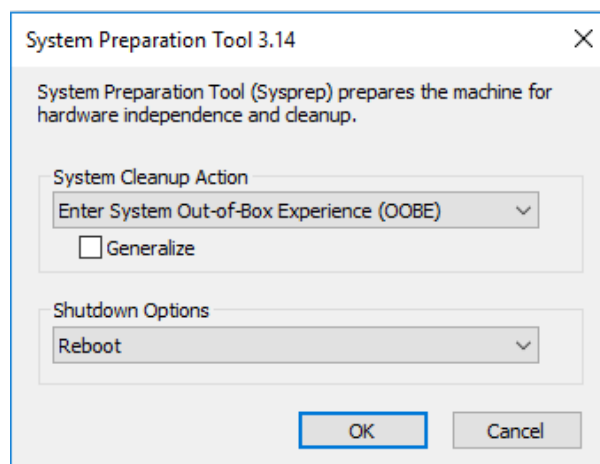 System Preparation Tool 3.14
System Preparation Tool (Sysprep) prepares the machine for
hardware independence and cleanup.
System Cleanup Action
Enter System Out-of-Box Experience (OOBE)
Generalize
Shutdown Options
Reboot
OK
Cancel